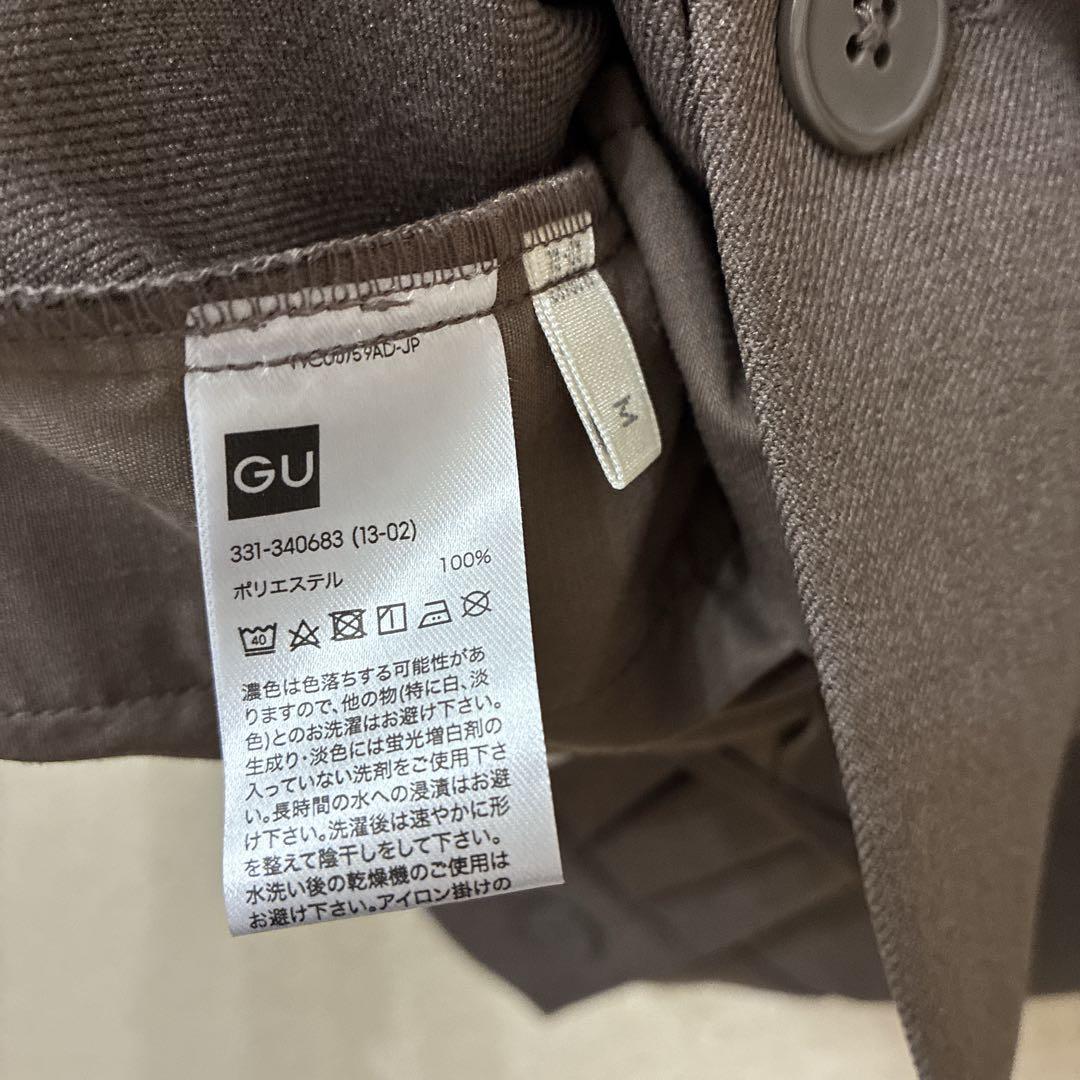 GU
331-340683 (13-02)
ポリエステル 100%
40
濃色は色落ちする可能性があ
りますので、他の物(特に白、淡
色)とのお洗濯はお避け下さい。
生成り・淡色には蛍光増白剤の
入っていない洗剤をご使用下さ
い。長時間の水への浸漬はお避
け下さい。洗濯後は速やかに形
を整えて陰干しをして下さい。
水洗い後の乾燥機のご使用は
お避け下さい。アイロン掛けの
M